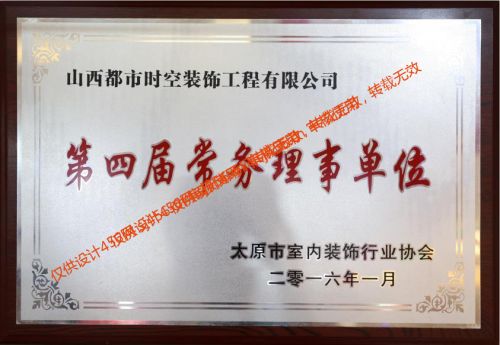 山西都市时空装饰工程有限公司
第四届常务理事单位
太原市室内装饰行业协会
二零一六年一月